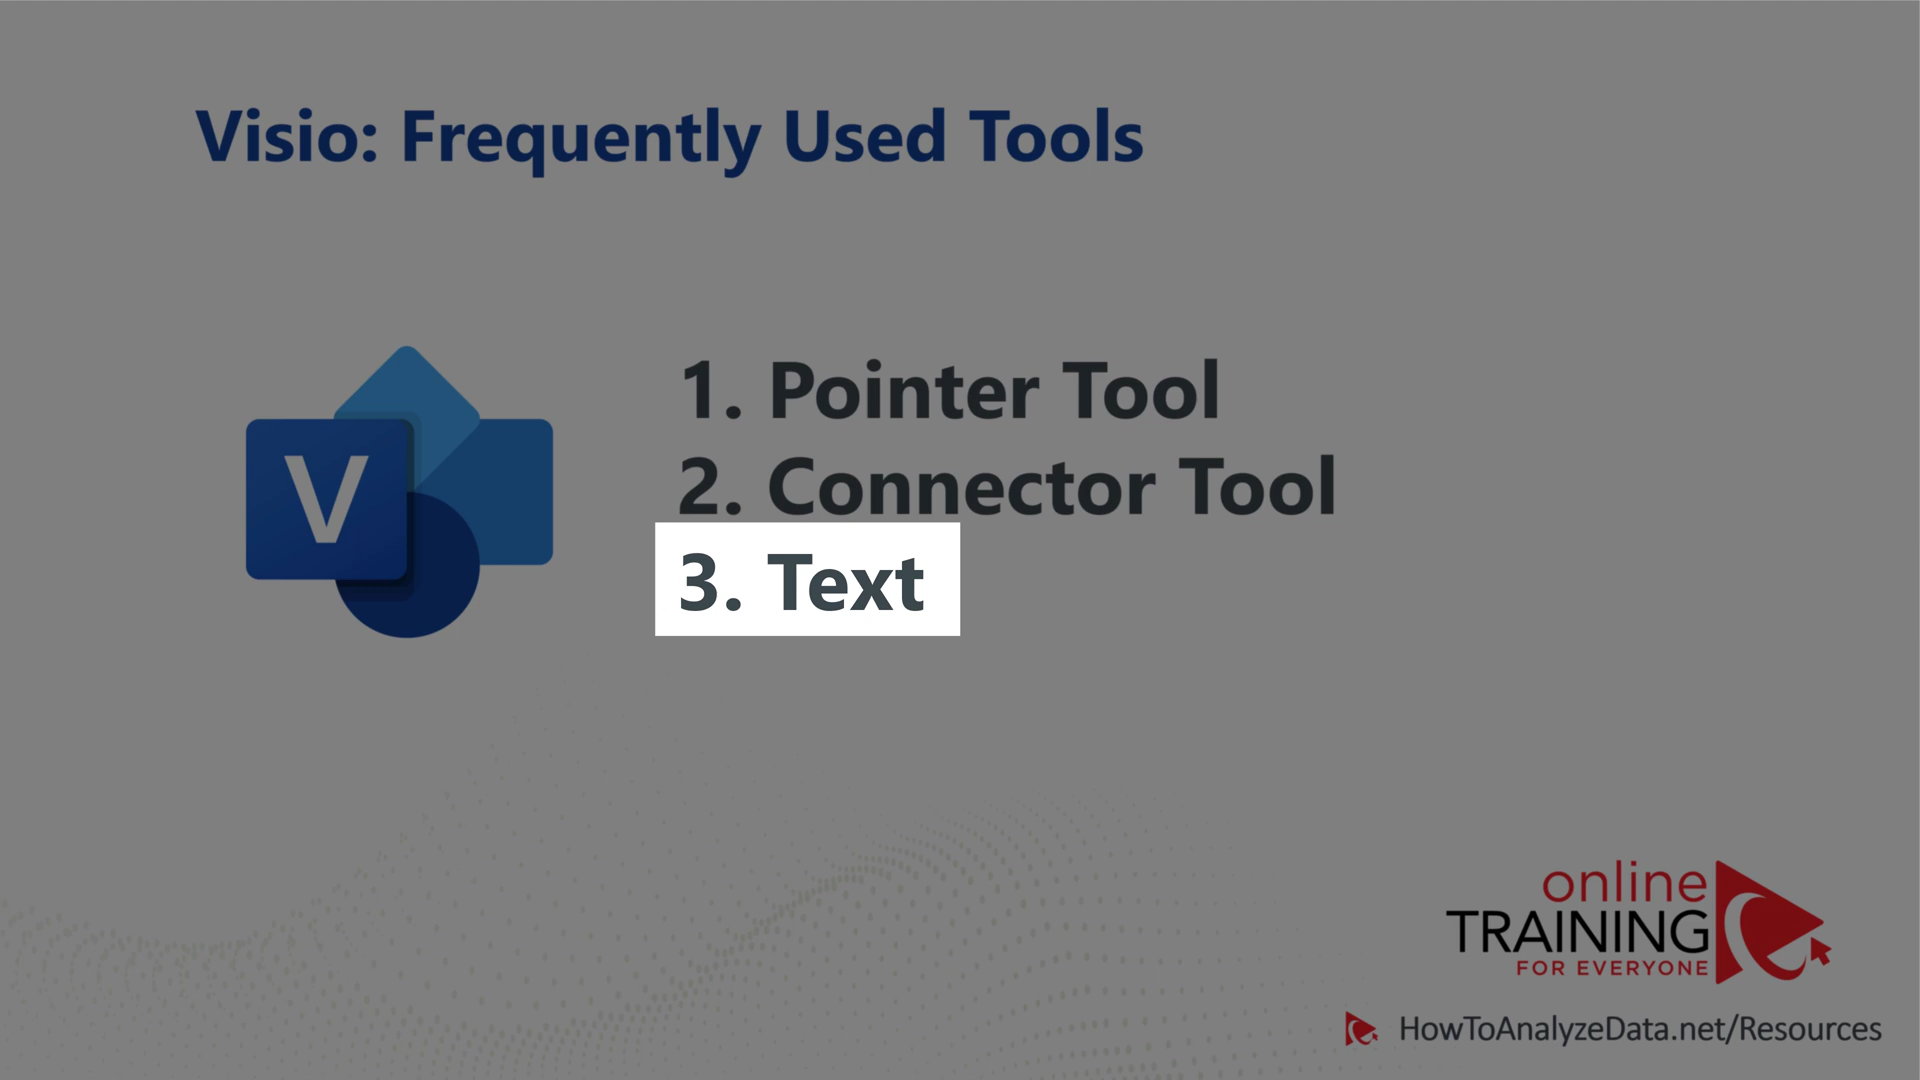 Visio: Frequently Used Tools
V
1. Pointer Tool
2. Connector Tool
3. Text
online
TRAINING
FOR EVERYONE
HowToAnalyzeData.net/Resources